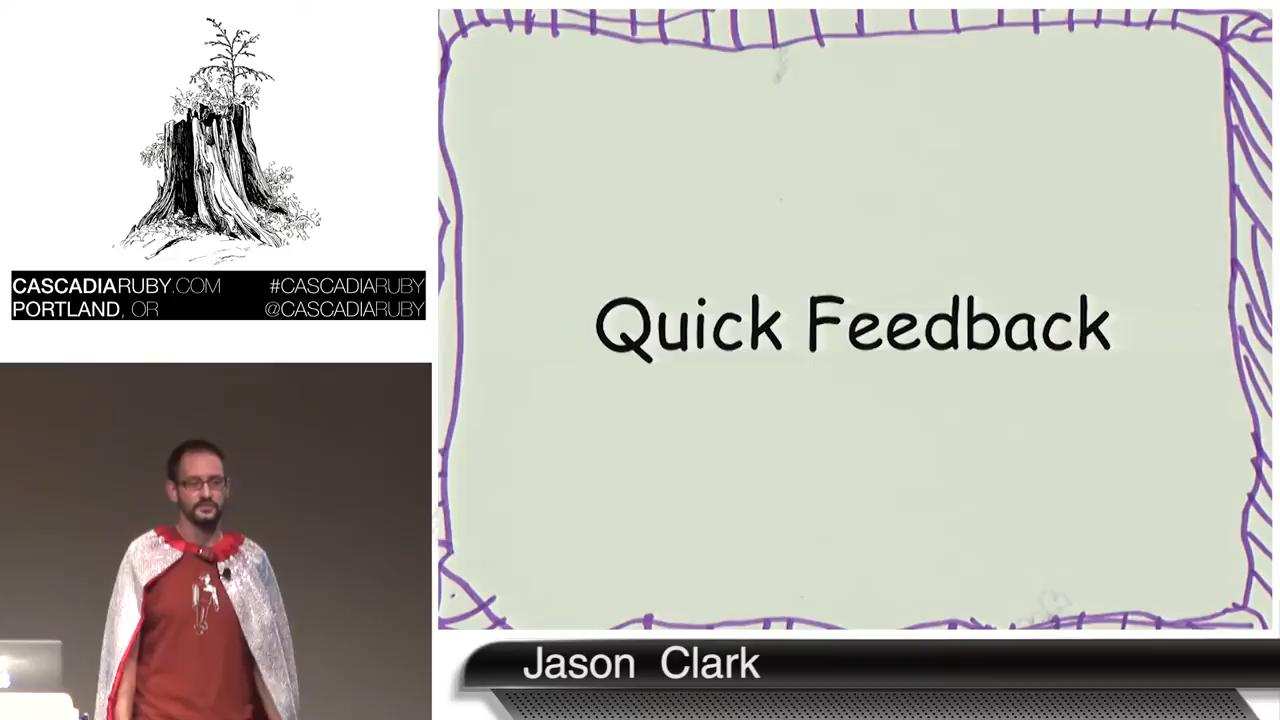 CASCADIARUBY.COM #CASCADIARUBY
PORTLAND, OR @CASCADIARUBY
Quick Feedback
Jason Clark